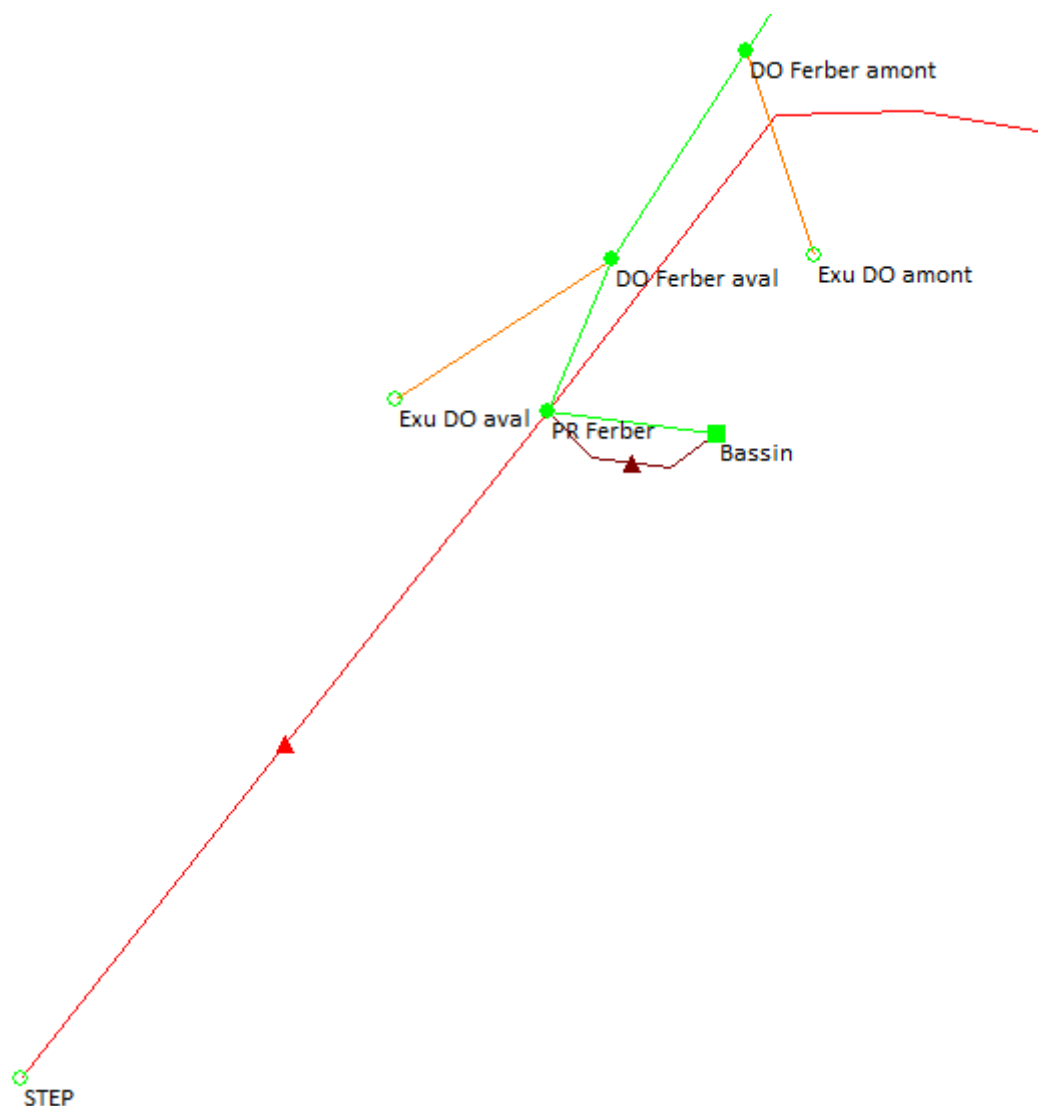 DO Ferber amont
DO Ferber aval
Exu DO amont
Exu DO aval
PR Ferber
Bassin
STEP